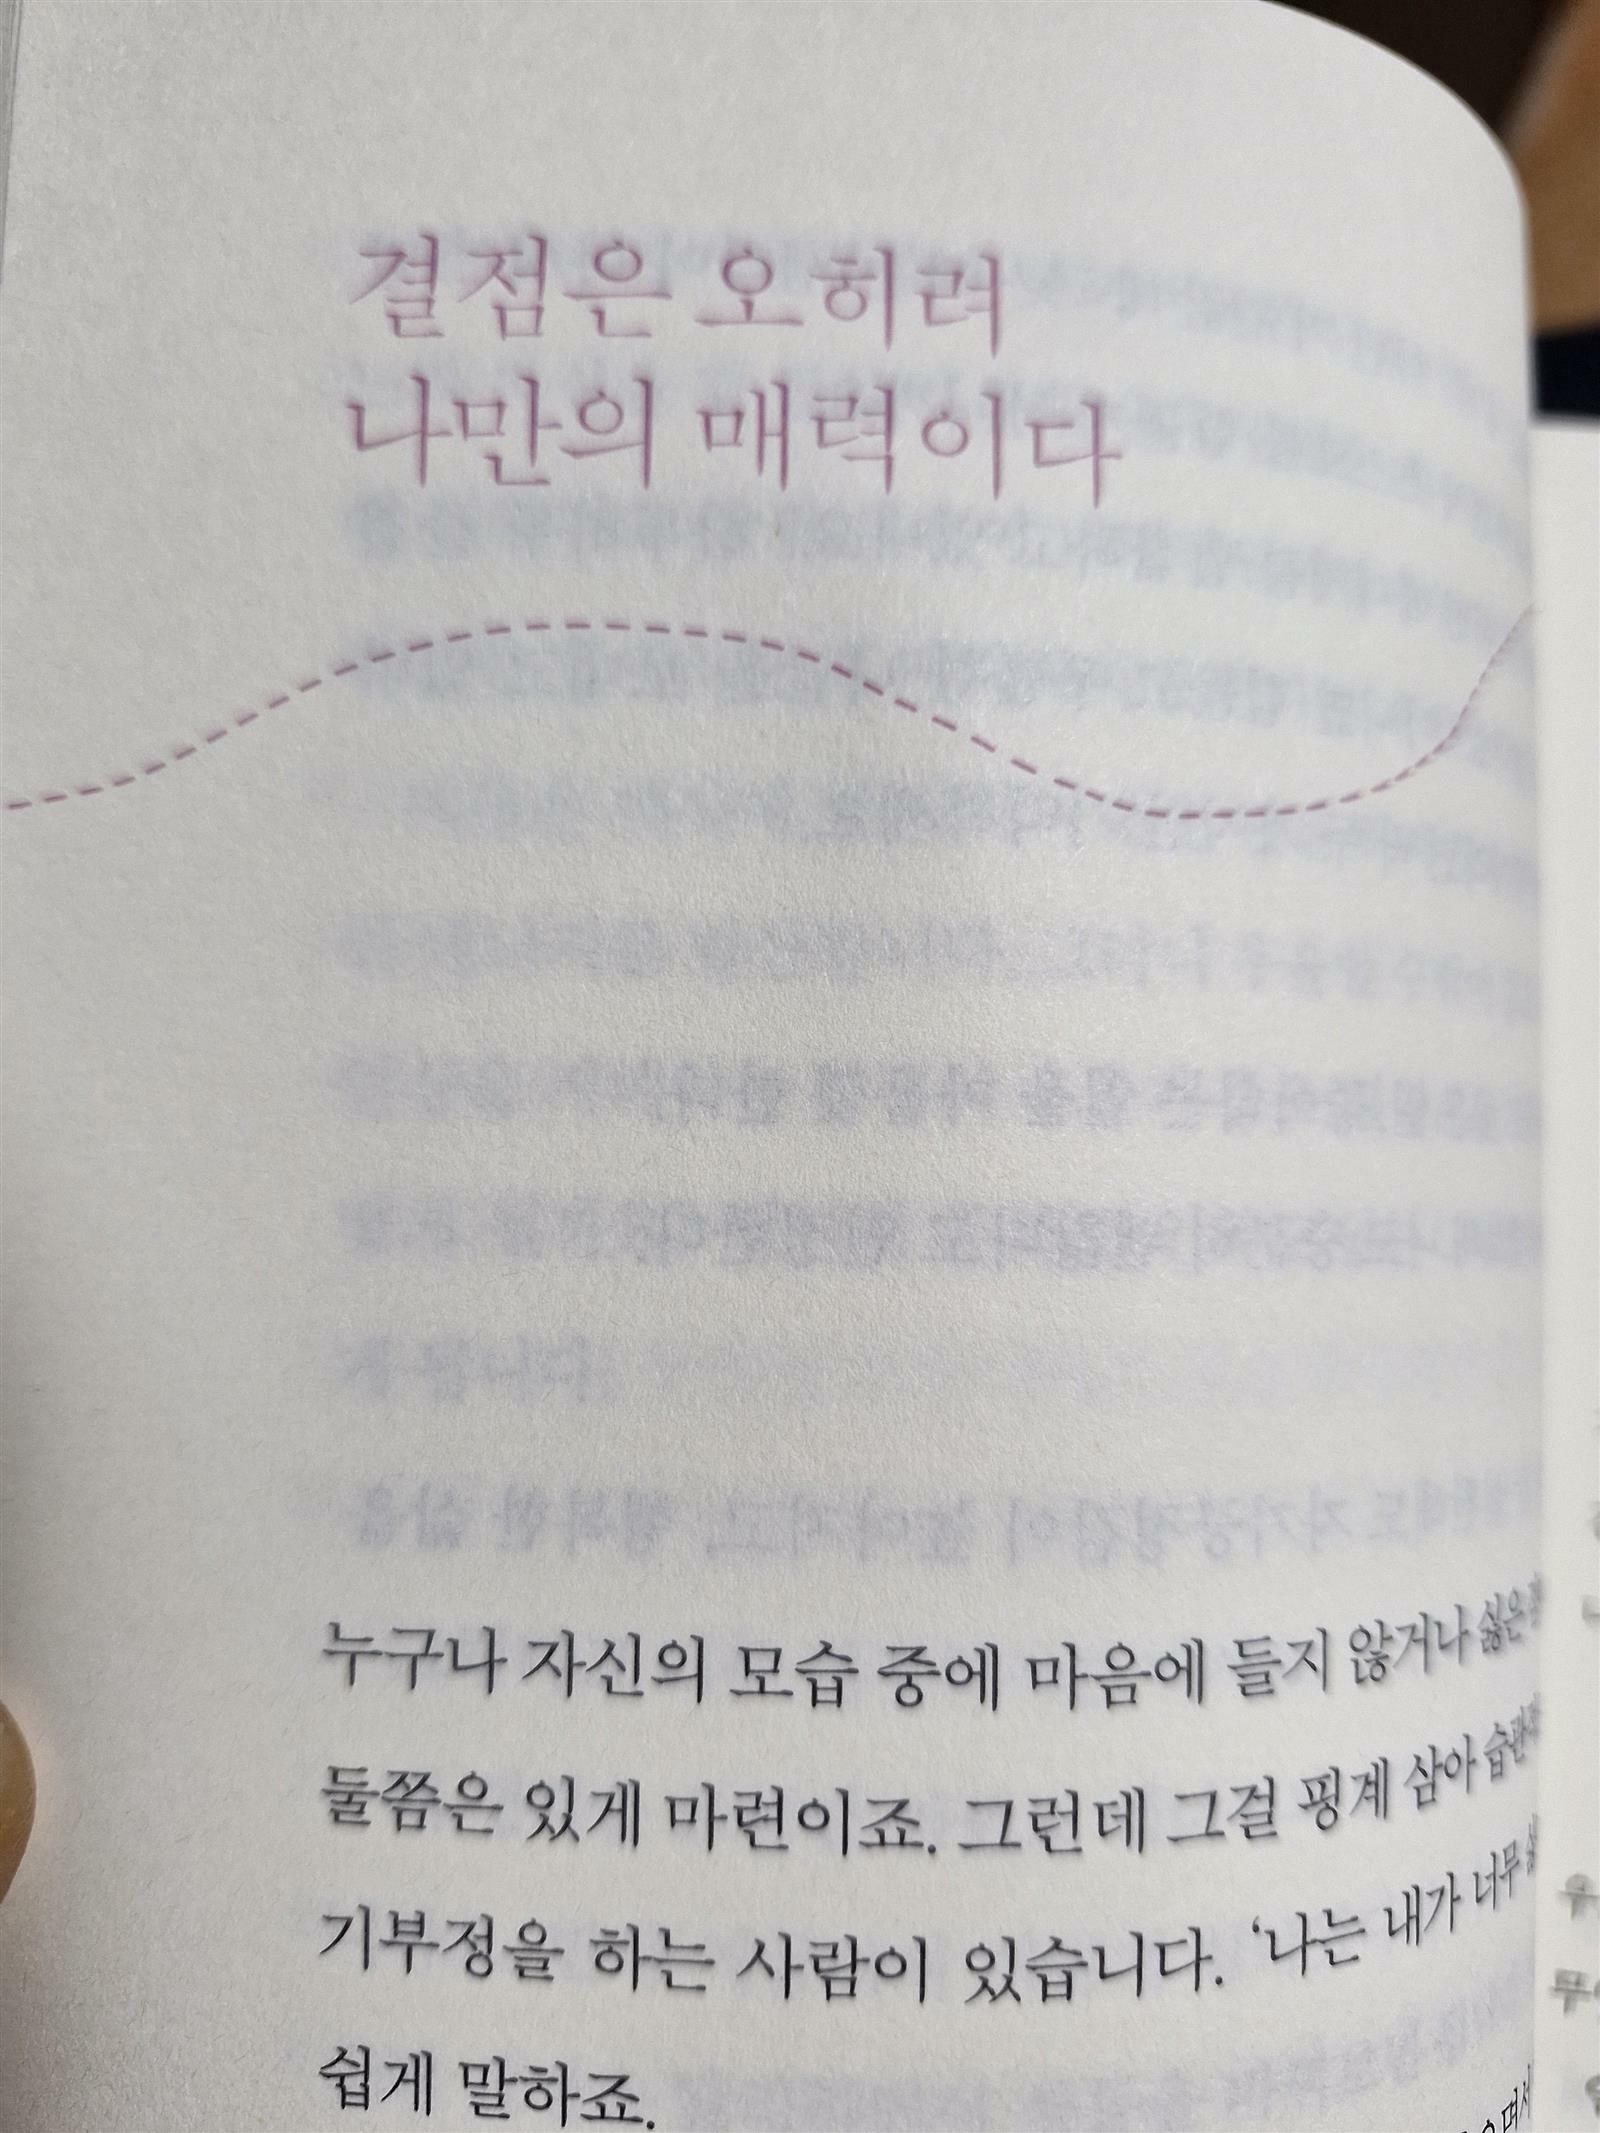 결점은 오히려
나만의 매력이다
누구나 자신의 모습 중에 마음에 들지 않거나 싫은
둘쯤은 있게 마련이죠. 그런데 그걸 핑계 삼아
기부정을 하는 사람이 있습니다. ‘나는 내가 너무
쉽게 말하죠.